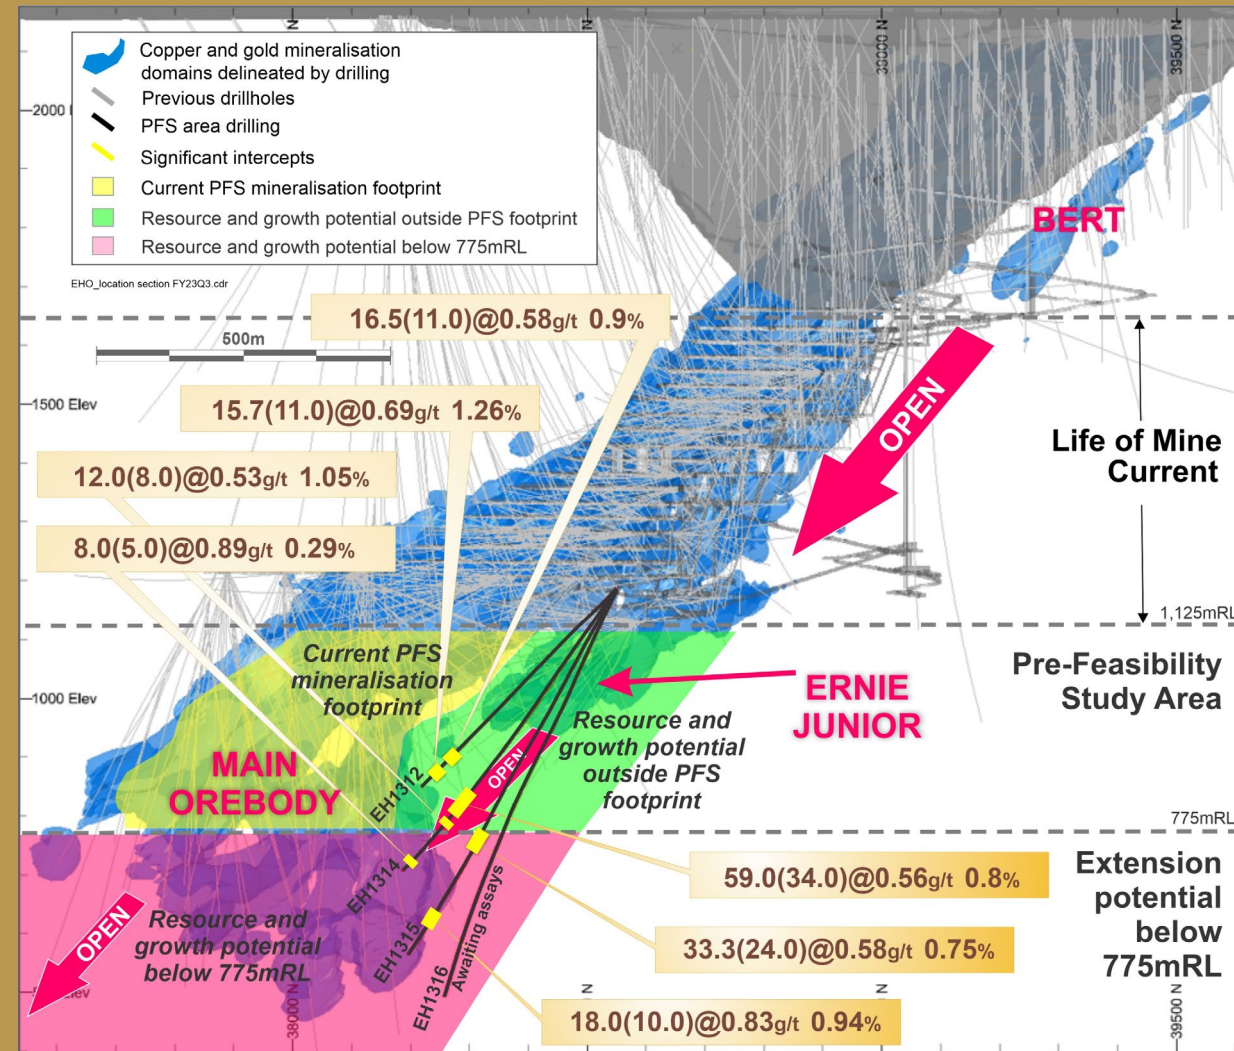 N
N
39000 N
39500 N
Copper and gold mineralisation
domains delineated by drilling
Previous drillholes
PFS area drilling
Significant intercepts
Current PFS mineralisation footprint
Resource and growth potential outside PFS footprint
Resource and growth potential below 775mRL
2000
EHO_location section FY23Q3.cdr
BERT
16.5(11.0)@0.58g/t 0.9%
500m
15.7(11.0)@0.69g/t 1.26%
1500 Elev
OPEN
Life of Mine
Current
12.0(8.0)@0.53g/t 1.05%
8.0(5.0)@0.89g/t 0.29%
1,125mRL
Current PFS
mineralisation
footprint
Pre-Feasibility
Study Area
1000 Elev
ERNIE
JUNIOR
Resource and
growth potential
outside PFS
footprint
MAIN
OREBODY
OPEN
EH1312
775mRL
EH1314
59.0(34.0)@0.56g/t 0.8%
Extension
potential
below
775mRL
OPEN
Resource and
growth potential
below 775mRL
EH1315
EH1316
Awaiting assays
33.3(24.0)@0.58g/t 0.75%
Elev
18.0(10.0)@0.83g/t 0.94%
38000 N
N
N
39500 N